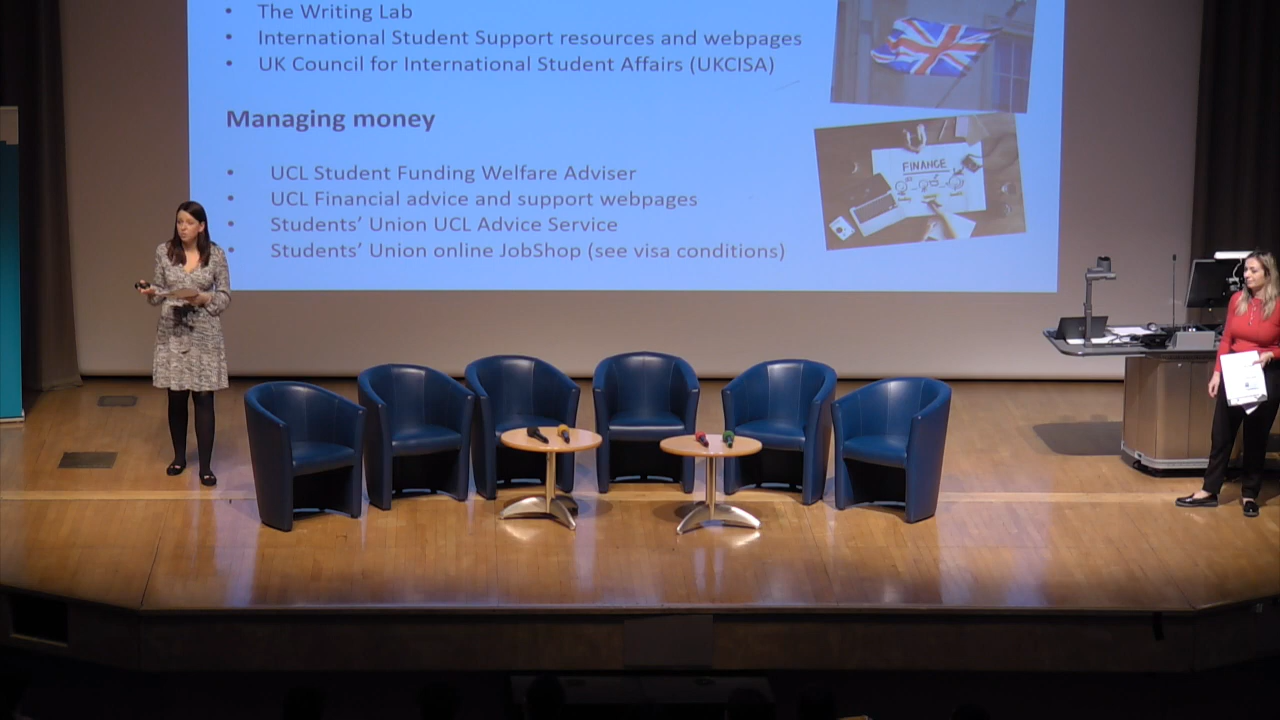 • The Writing Lab
• International Student Support resources and webpages
• UK Council for International Student Affairs (UKCISA)
Managing money
• UCL Student Funding Welfare Adviser
• UCL Financial advice and support webpages
• Students’ Union UCL Advice Service
• Students’ Union online JobShop (see visa conditions)
FINANCE